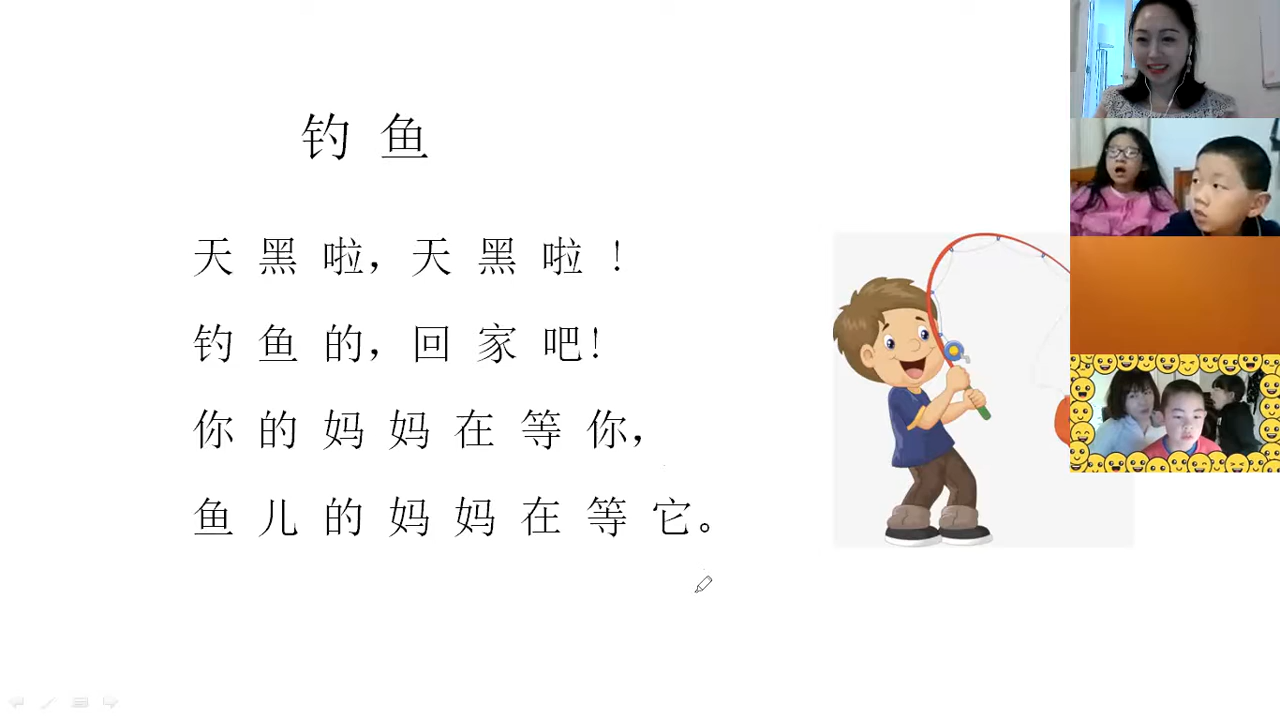 钓 鱼
天 黑 啦，天 黑 啦 ！
钓 鱼 的，回 家 吧！
你 的 妈 妈 在 等 你，
鱼 儿 的 妈 妈 在 等 它。